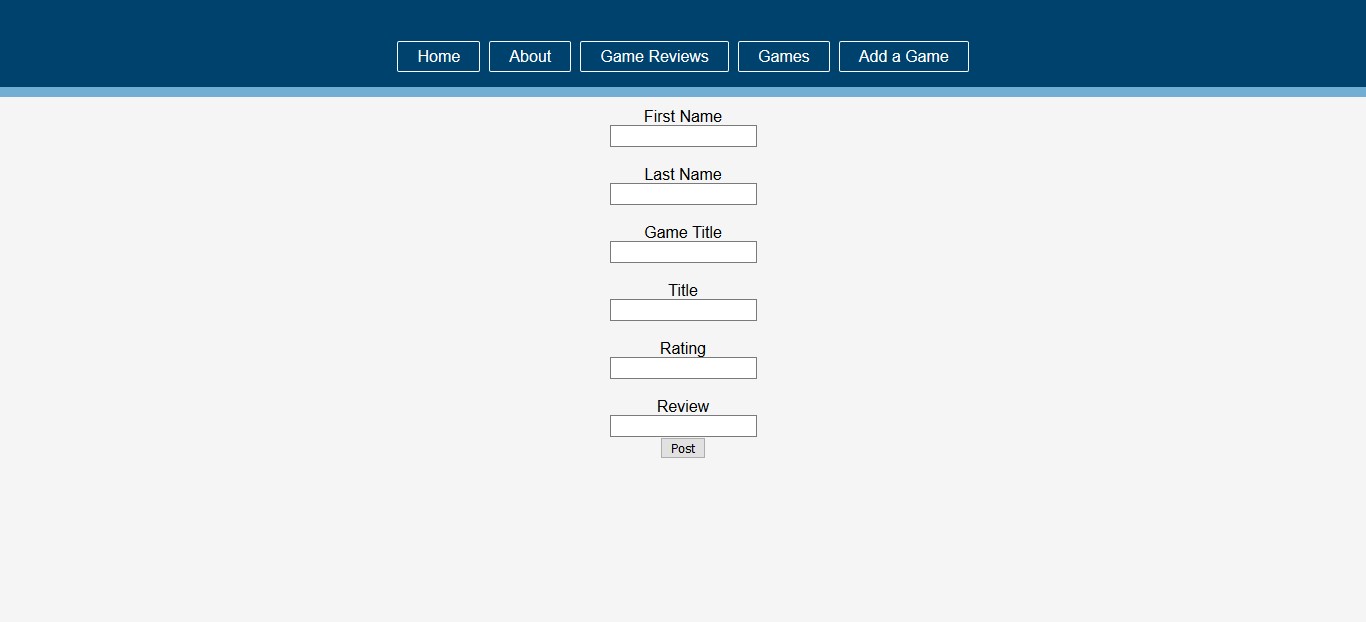 Home About Game Reviews Games Add a Game
First Name
Last Name
Game Title
Title
Rating
Review
Post